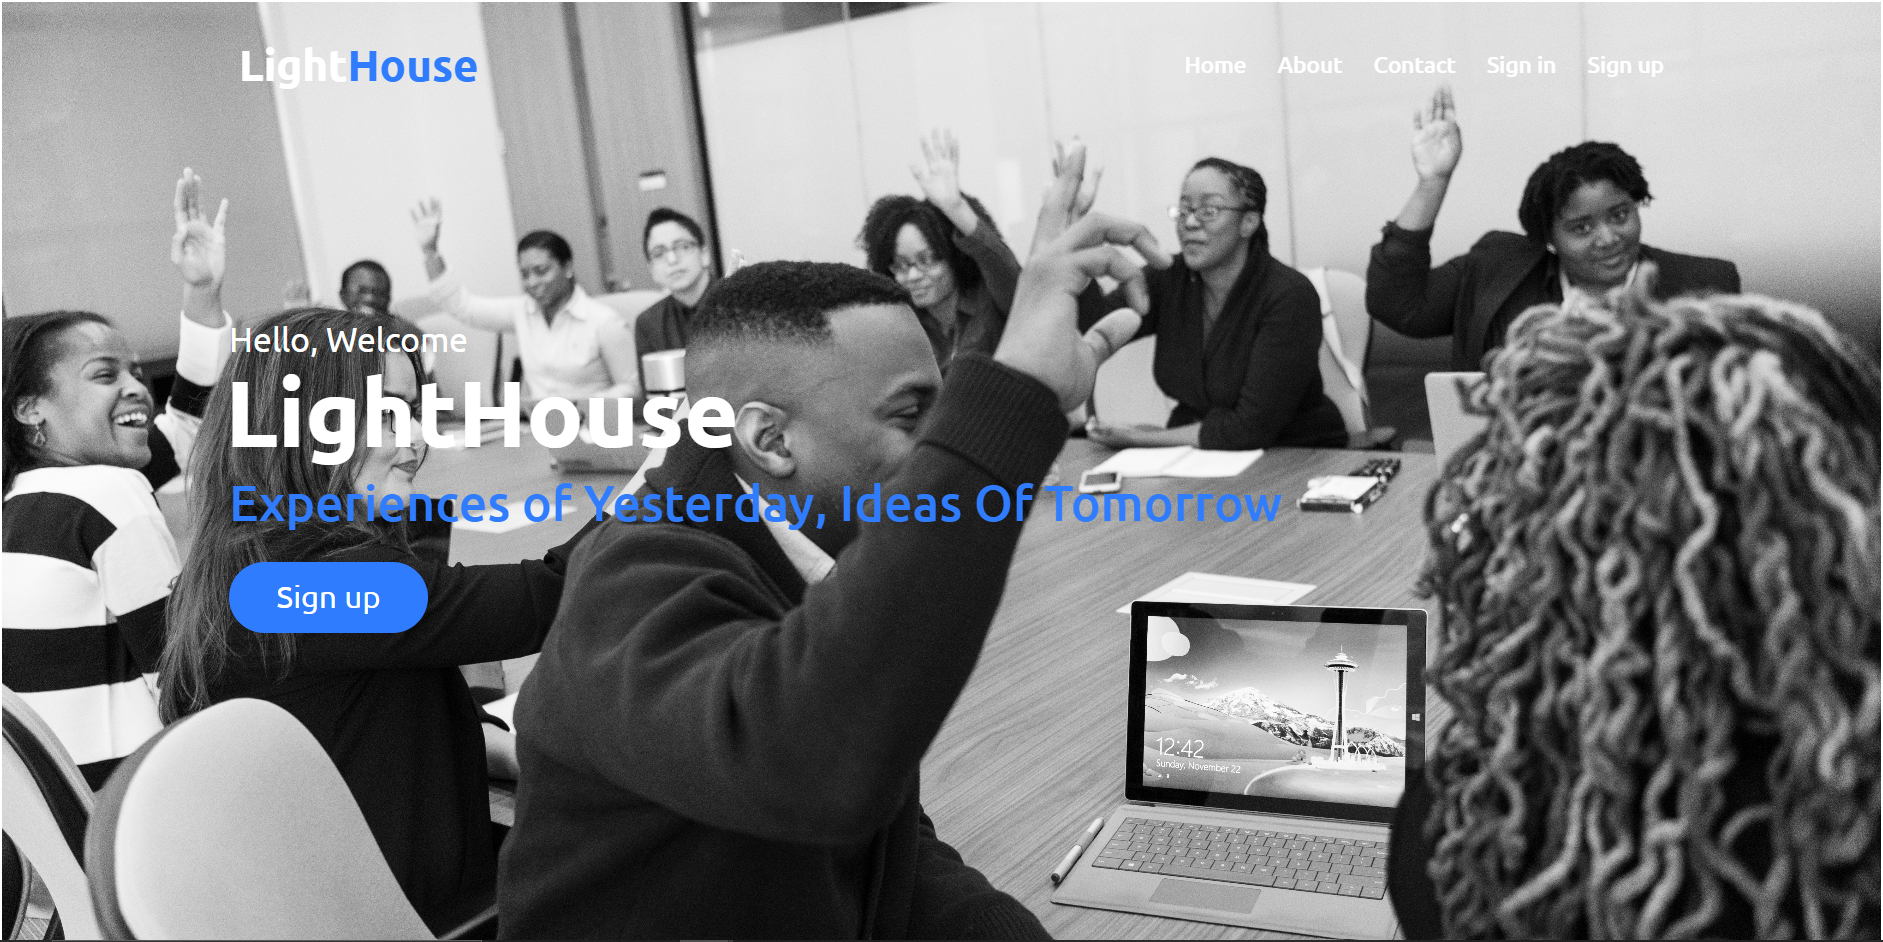 LightHouse
Home About Contact Sign in Sign up
Hello, Welcome
LightHouse
Experiences of Yesterday, Ideas Of Tomorrow
Sign up
12:42
Sunday, November 22